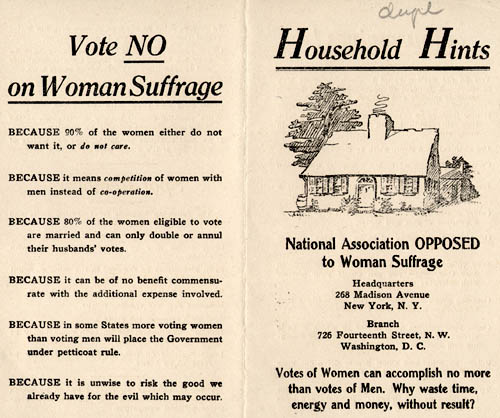 Vote NO
on Woman Suffrage
BECAUSE 90% of the women either do not
want it, or do not care.
BECAUSE it means competition of women with
men instead of co-operation.
BECAUSE 80% of the women eligible to vote
are married and can only double or annul
their husbands' votes.
BECAUSE it can be of no benefit commensu-
rate with the additional expense involved.
BECAUSE in some States more voting women
than voting men will place the Government
under petticoat rule.
BECAUSE it is unwise to risk the good we
already have for the evil which may occur.
dupl
Household Hints
National Association OPPOSED
to Woman Suffrage
Headquarters
268 Madison Avenue
New York, N. Y.
Branch
726 Fourteenth Street, N. W.
Washington, D. C.
Votes of Women can accomplish no more
than votes of Men. Why waste time,
energy and money, without result?